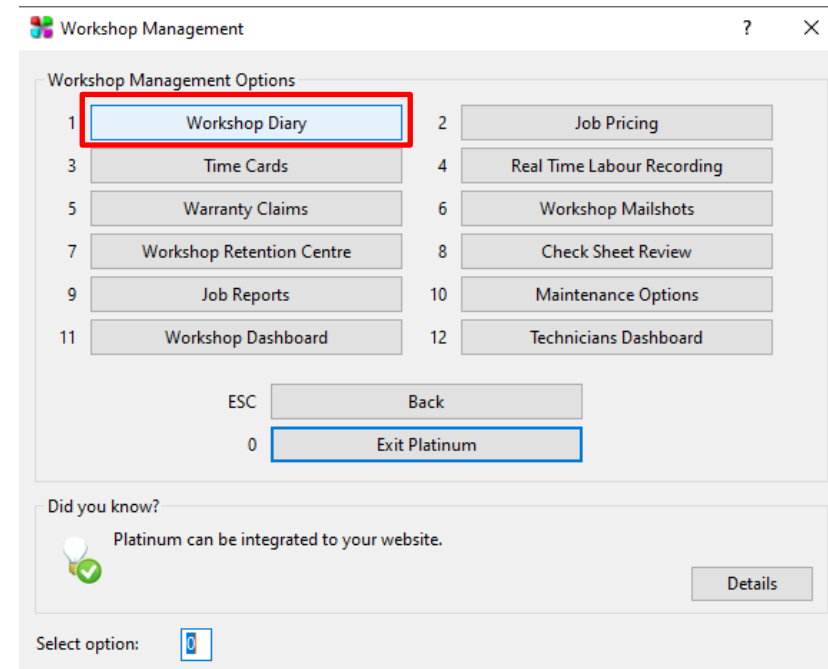 Workshop Management ?
Workshop Management Options
1 Workshop Diary 2 Job Pricing
3 Time Cards 4 Real Time Labour Recording
5 Warranty Claims 6 Workshop Mailshots
7 Workshop Retention Centre 8 Check Sheet Review
9 Job Reports 10 Maintenance Options
11 Workshop Dashboard 12 Technicians Dashboard
ESC Back
0 Exit Platinum
Did you know?
Platinum can be integrated to your website.
Details
Select option: 0